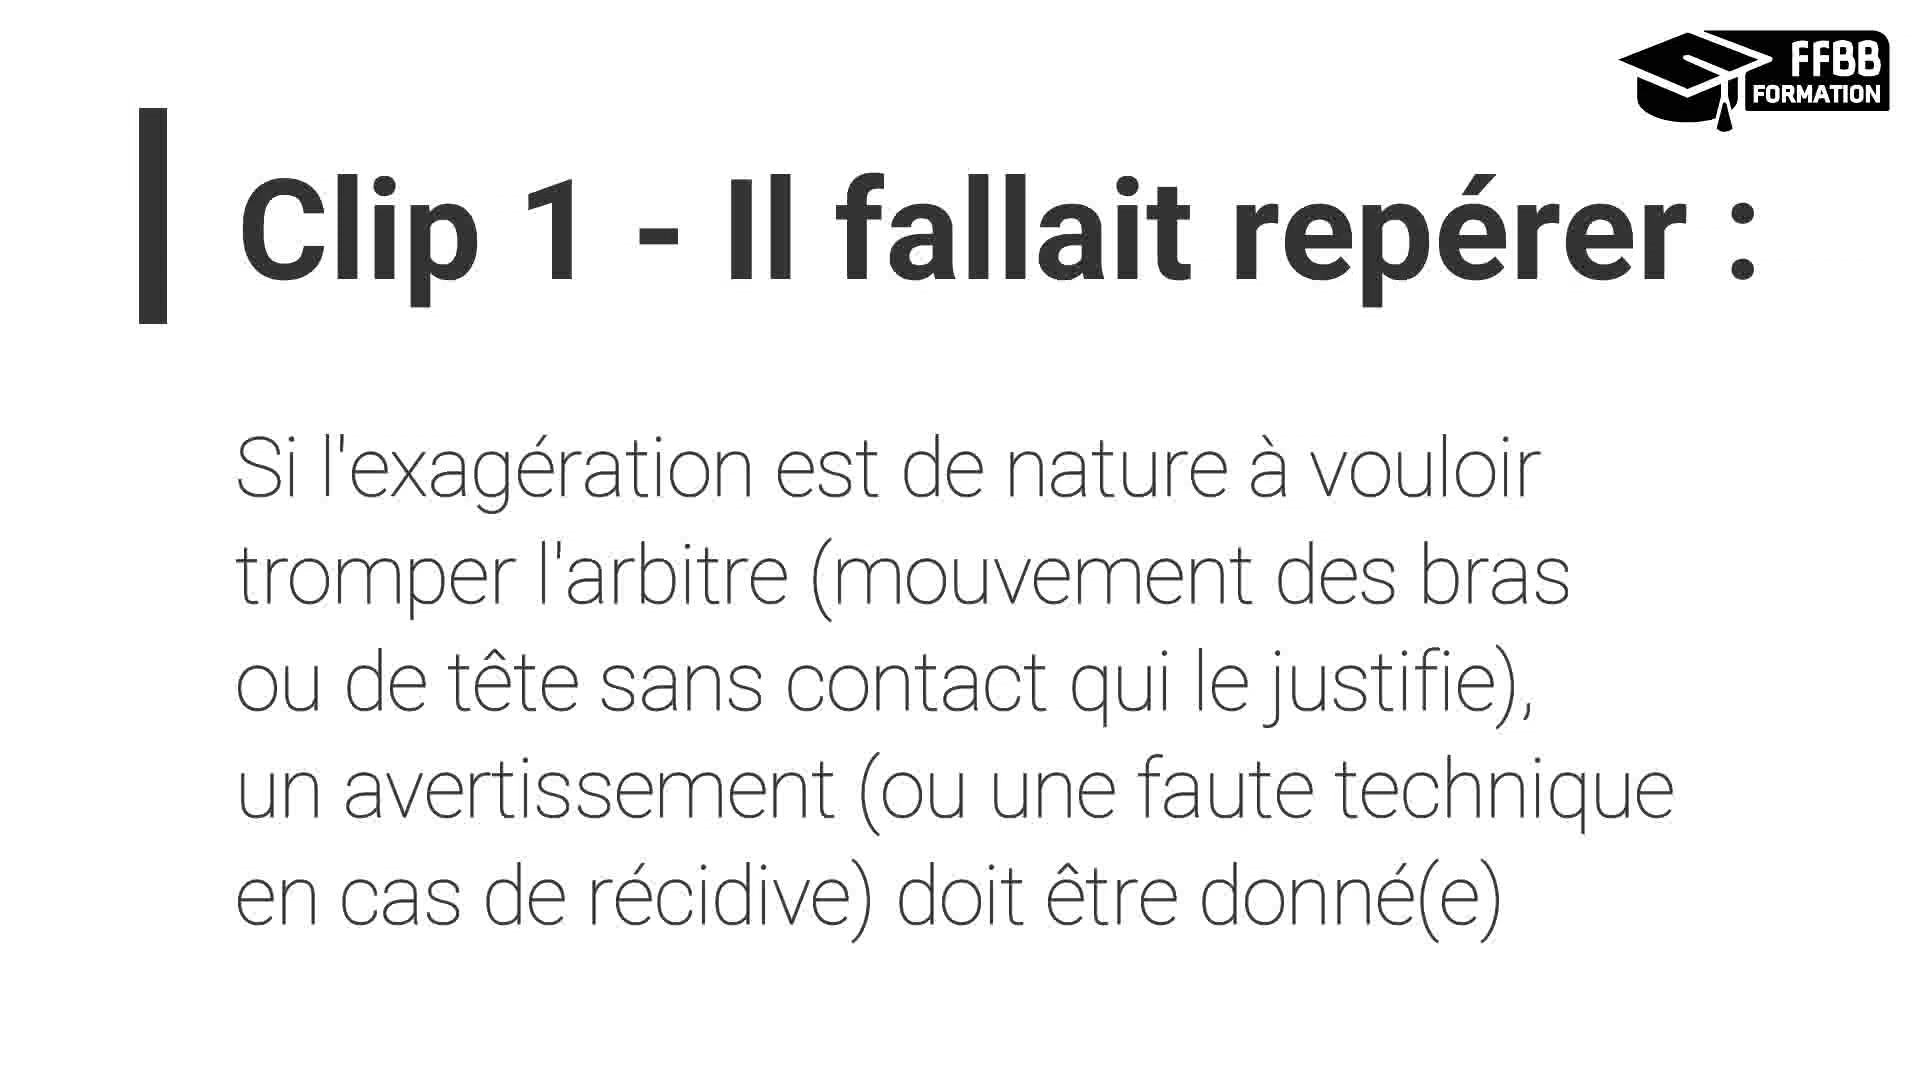 FFBB
FORMATION
Clip 1 - Il fallait repérer :
Si l'exagération est de nature à vouloir
tromper l'arbitre (mouvement des bras
ou de tête sans contact qui le justifie),
un avertissement (ou une faute technique
en cas de récidive) doit être donné(e)